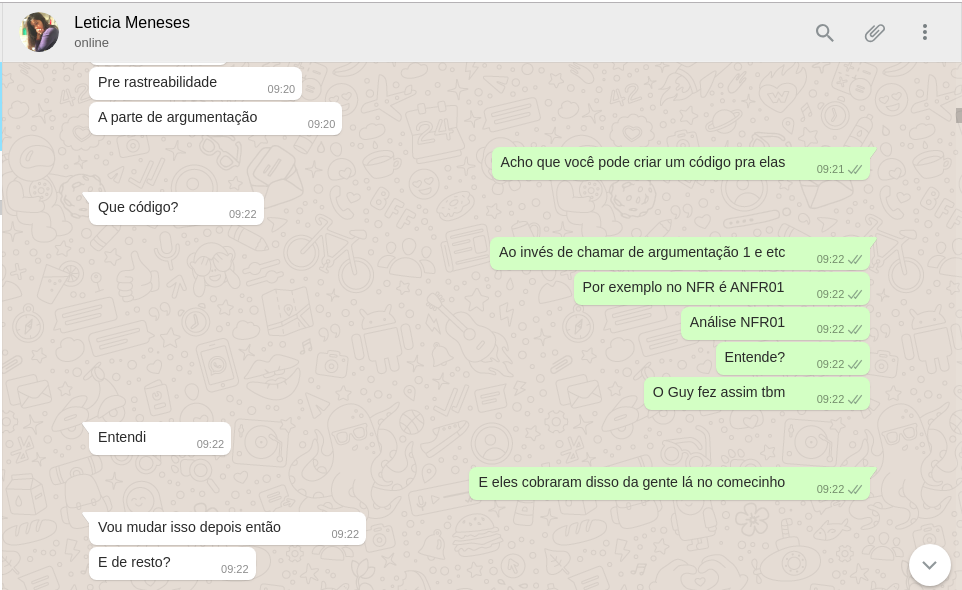 Leticia Meneses
online
Pre rastreabilidade
09:20
A parte de argumentação
09:20
Acho que você pode criar um código pra elas
09:21
Que código?
09:22
Ao invés de chamar de argumentação 1 e etc
09:22
Por exemplo no NFR é ANFR01
09:22
Análise NFR01
09:22
Entende?
09:22
O Guy fez assim tbm
09:22
Entendi
09:22
E eles cobraram disso da gente lá no comecinho
09:22
Vou mudar isso depois então
09:22
E de resto?
09:22